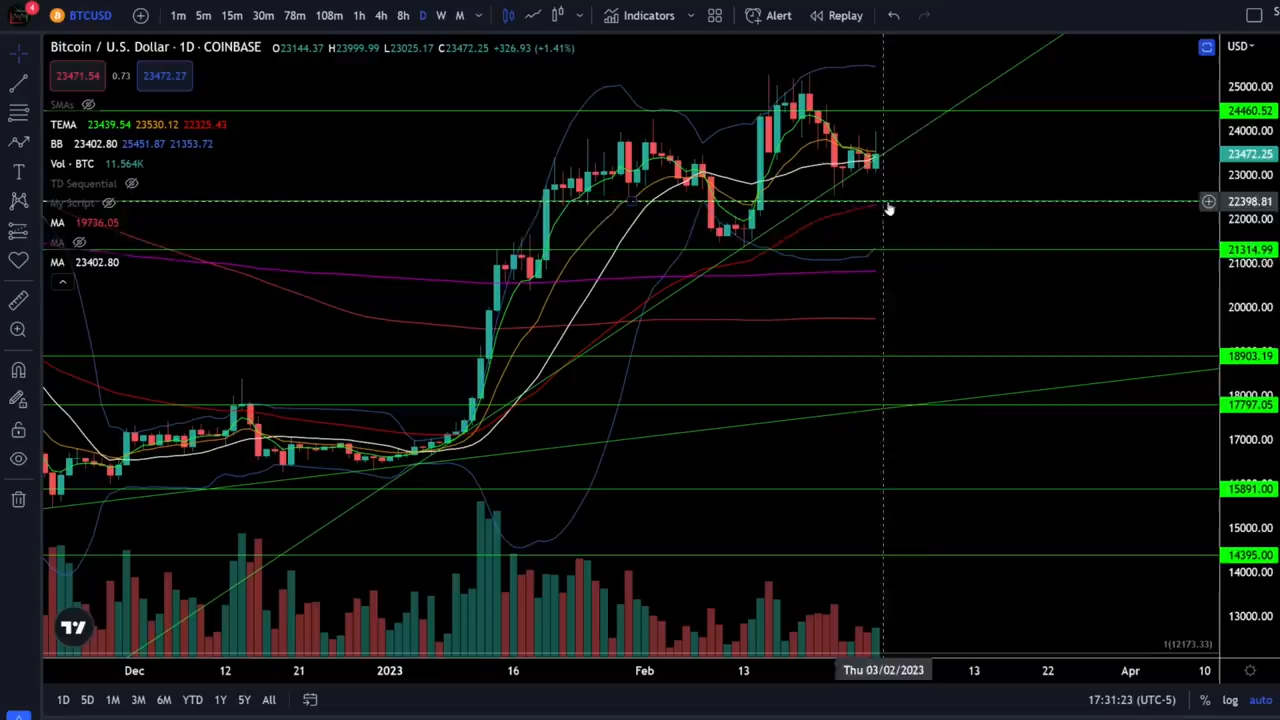 4
BTCUSD 1m 5m 15m 30m 78m 108m 1h 4h 8h D W M Indicators Alert Replay
Bitcoin / U.S. Dollar · 1D · COINBASE O23144.37 H23999.99 L23025.17 C23472.25 +326.93 (+1.41%) USD
23471.54 0.73 23472.27
25000.00
SMAs
24460.52
TEMA 23439.54 23530.12 22325.43
24000.00
BB 23402.80 25451.87 21353.72
23472.25
Vol · BTC 11.564K
23000.00
TD Sequential
My Script
22398.81
22000.00
MA 19736.05
MA
21314.99
MA 23402.80
21000.00
20000.00
18903.19
18000.00
17797.05
17000.00
15891.00
15000.00
14395.00
14000.00
13000.00
1(12173.33)
Dec 12 21 2023 16 Feb 13 Thu 03/02/2023 13 22 Apr 10
1D 5D 1M 3M 6M YTD 1Y 5Y All 17:31:23 (UTC-5) % log auto